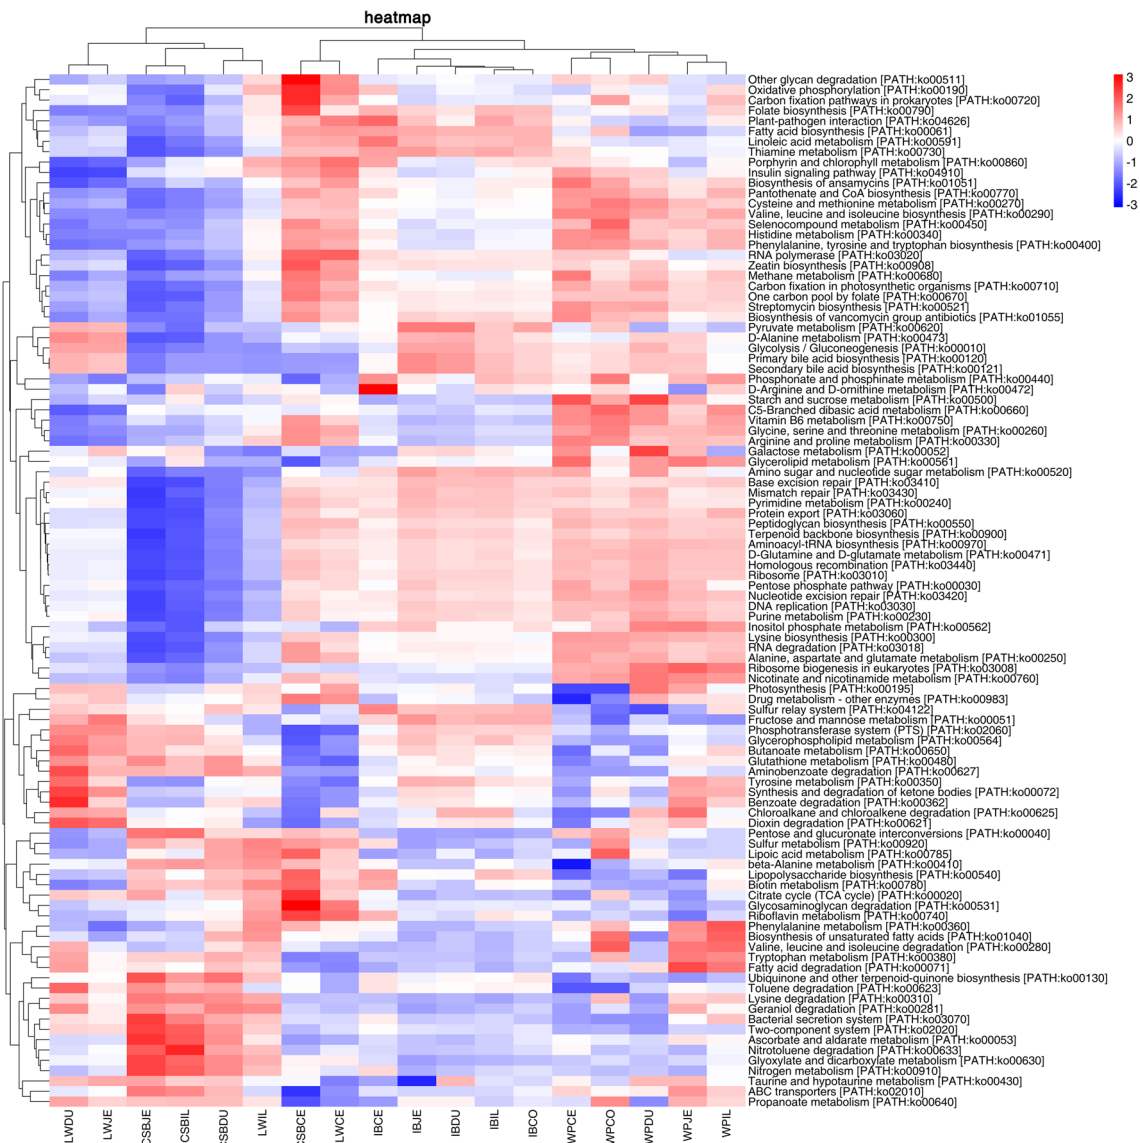 heatmap
Other glycan degradation [PATH:ko00511]
Oxidative phosphorylation [PATH:ko00190]
Carbon fixation pathways in prokaryotes [PATH:ko00720]
Folate biosynthesis [PATH:ko00790]
Plant-pathogen interaction [PATH:ko04626]
Fatty acid biosynthesis [PATH:ko00061]
Linoleic acid metabolism [PATH:ko00591]
Thiamine metabolism [PATH:ko00730]
Porphyrin and chlorophyll metabolism [PATH:ko00860]
Insulin signaling pathway [PATH:ko04910]
Biosynthesis of ansamycins [PATH:ko01051]
Pantothenate and CoA biosynthesis [PATH:ko00770]
Cysteine and methionine metabolism [PATH:ko00270]
Valine, leucine and isoleucine biosynthesis [PATH:ko00290]
Selenocompound metabolism [PATH:ko00450]
Histidine metabolism [PATH:ko00340]
Phenylalanine, tyrosine and tryptophan biosynthesis [PATH:ko00400]
RNA polymerase [PATH:ko03020]
Zeatin biosynthesis [PATH:ko00908]
Methane metabolism [PATH:ko00680]
Carbon fixation in photosynthetic organisms [PATH:ko00710]
One carbon pool by folate [PATH:ko00670]
Streptomycin biosynthesis [PATH:ko00521]
Biosynthesis of vancomycin group antibiotics [PATH:ko01055]
Pyruvate metabolism [PATH:ko00620]
D-Alanine metabolism [PATH:ko00473]
Glycolysis / Gluconeogenesis [PATH:ko00010]
Primary bile acid biosynthesis [PATH:ko00120]
Secondary bile acid biosynthesis [PATH:ko00121]
Phosphonate and phosphinate metabolism [PATH:ko00440]
D-Arginine and D-ornithine metabolism [PATH:ko00472]
Starch and sucrose metabolism [PATH:ko00500]
C5-Branched dibasic acid metabolism [PATH:ko00660]
Vitamin B6 metabolism [PATH:ko00750]
Glycine, serine and threonine metabolism [PATH:ko00260]
Arginine and proline metabolism [PATH:ko00330]
Galactose metabolism [PATH:ko00052]
Glycerolipid metabolism [PATH:ko00561]
Amino sugar and nucleotide sugar metabolism [PATH:ko00520]
Base excision repair [PATH:ko03410]
Mismatch repair [PATH:ko03430]
Pyrimidine metabolism [PATH:ko00240]
Protein export [PATH:ko03060]
Peptidoglycan biosynthesis [PATH:ko00550]
Terpenoid backbone biosynthesis [PATH:ko00900]
Aminoacyl-tRNA biosynthesis [PATH:ko00970]
D-Glutamine and D-glutamate metabolism [PATH:ko00471]
Homologous recombination [PATH:ko03440]
Ribosome [PATH:ko03010]
Pentose phosphate pathway [PATH:ko00030]
Nucleotide excision repair [PATH:ko03420]
DNA replication [PATH:ko03030]
Purine metabolism [PATH:ko00230]
Inositol phosphate metabolism [PATH:ko00562]
Lysine biosynthesis [PATH:ko00300]
RNA degradation [PATH:ko03018]
Alanine, aspartate and glutamate metabolism [PATH:ko00250]
Ribosome biogenesis in eukaryotes [PATH:ko03008]
Nicotinate and nicotinamide metabolism [PATH:ko00760]
Photosynthesis [PATH:ko00195]
Drug metabolism - other enzymes [PATH:ko00983]
Sulfur relay system [PATH:ko04122]
Fructose and mannose metabolism [PATH:ko00051]
Phosphotransferase system (PTS) [PATH:ko02060]
Glycerophospholipid metabolism [PATH:ko00564]
Butanoate metabolism [PATH:ko00650]
Glutathione metabolism [PATH:ko00480]
Aminobenzoate degradation [PATH:ko00627]
Tyrosine metabolism [PATH:ko00350]
Synthesis and degradation of ketone bodies [PATH:ko00072]
Benzoate degradation [PATH:ko00362]
Chloroalkane and chloroalkene degradation [PATH:ko00625]
Dioxin degradation [PATH:ko00621]
Pentose and glucuronate interconversions [PATH:ko00040]
Sulfur metabolism [PATH:ko00920]
Lipoic acid metabolism [PATH:ko00785]
beta-Alanine metabolism [PATH:ko00410]
Lipopolysaccharide biosynthesis [PATH:ko00540]
Biotin metabolism [PATH:ko00780]
Citrate cycle (TCA cycle) [PATH:ko00020]
Glycosaminoglycan degradation [PATH:ko00531]
Riboflavin metabolism [PATH:ko00740]
Phenylalanine metabolism [PATH:ko00360]
Biosynthesis of unsaturated fatty acids [PATH:ko01040]
Valine, leucine and isoleucine degradation [PATH:ko00280]
Tryptophan metabolism [PATH:ko00380]
Fatty acid degradation [PATH:ko00071]
Ubiquinone and other terpenoid-quinone biosynthesis [PATH:ko00130]
Toluene degradation [PATH:ko00623]
Lysine degradation [PATH:ko00310]
Geraniol degradation [PATH:ko00281]
Bacterial secretion system [PATH:ko03070]
Two-component system [PATH:ko02020]
Ascorbate and aldarate metabolism [PATH:ko00053]
Nitrotoluene degradation [PATH:ko00633]
Glyoxylate and dicarboxylate metabolism [PATH:ko00630]
Nitrogen metabolism [PATH:ko00910]
Taurine and hypotaurine metabolism [PATH:ko00430]
ABC transporters [PATH:ko02010]
Propanoate metabolism [PATH:ko00640]
3
2
1
0
-1
-2
-3
LWDU
LWJE
CSBJE
CSBIL
CSBDU
LWIL
CSBCE
LWCE
IBCE
IBJE
IBDU
IBIL
IBCO
WPCE
WPCO
WPDU
WPJE
WPIL